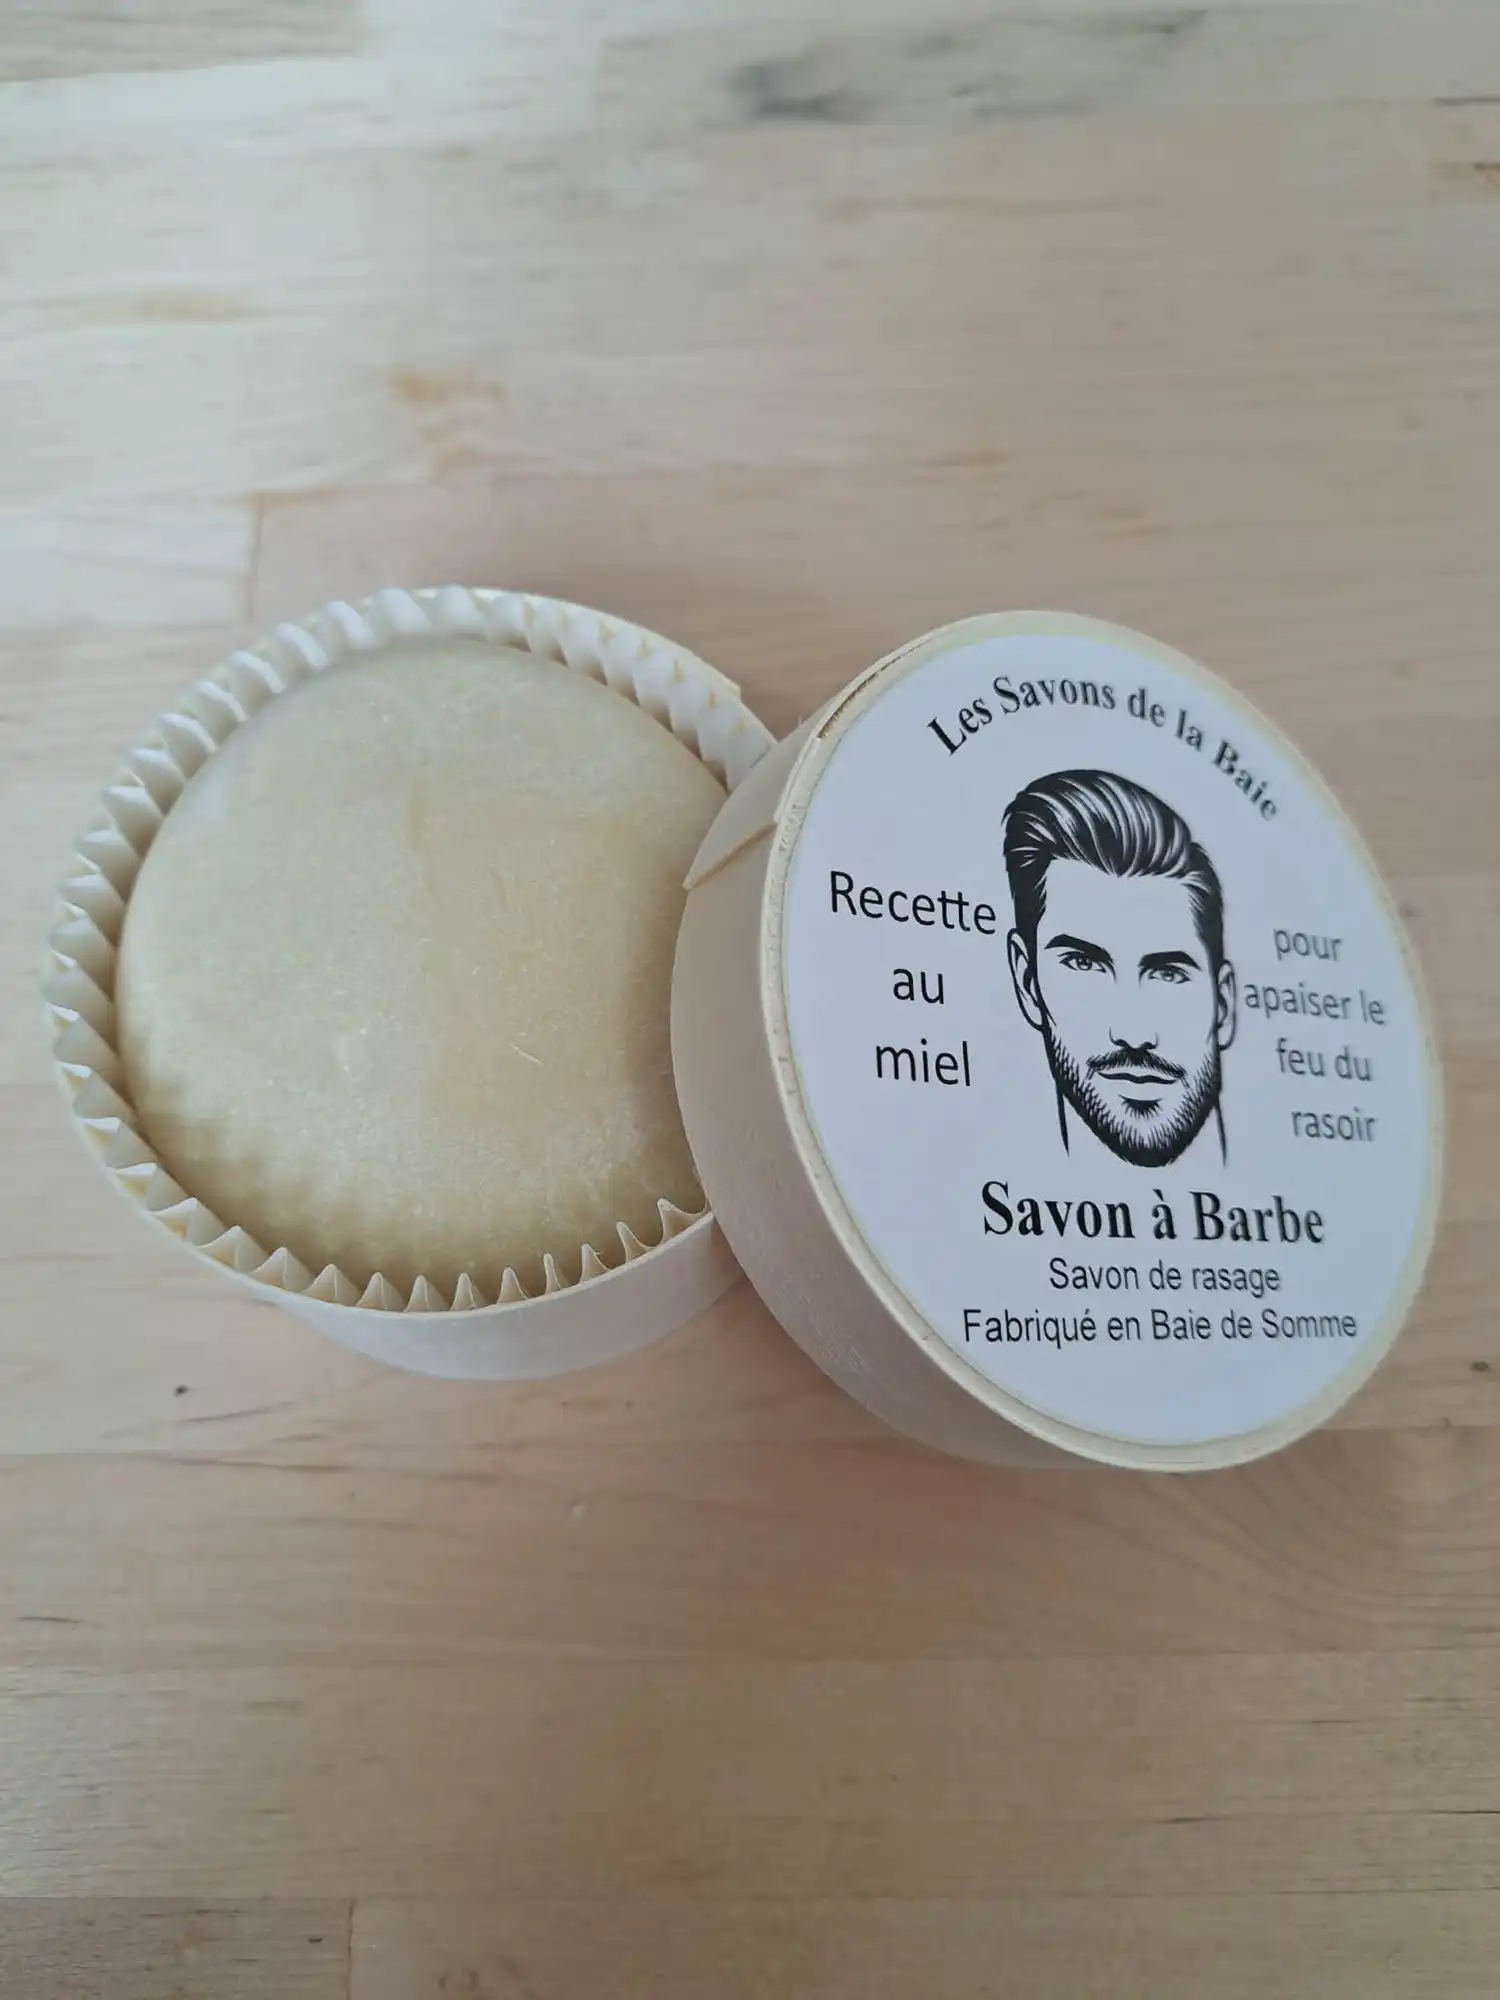 Les Savons de la Baie
Recette
au
miel
pour
apaiser le
feu du
rasoir
Savon à Barbe
Savon de rasage
Fabriqué en Baie de Somme